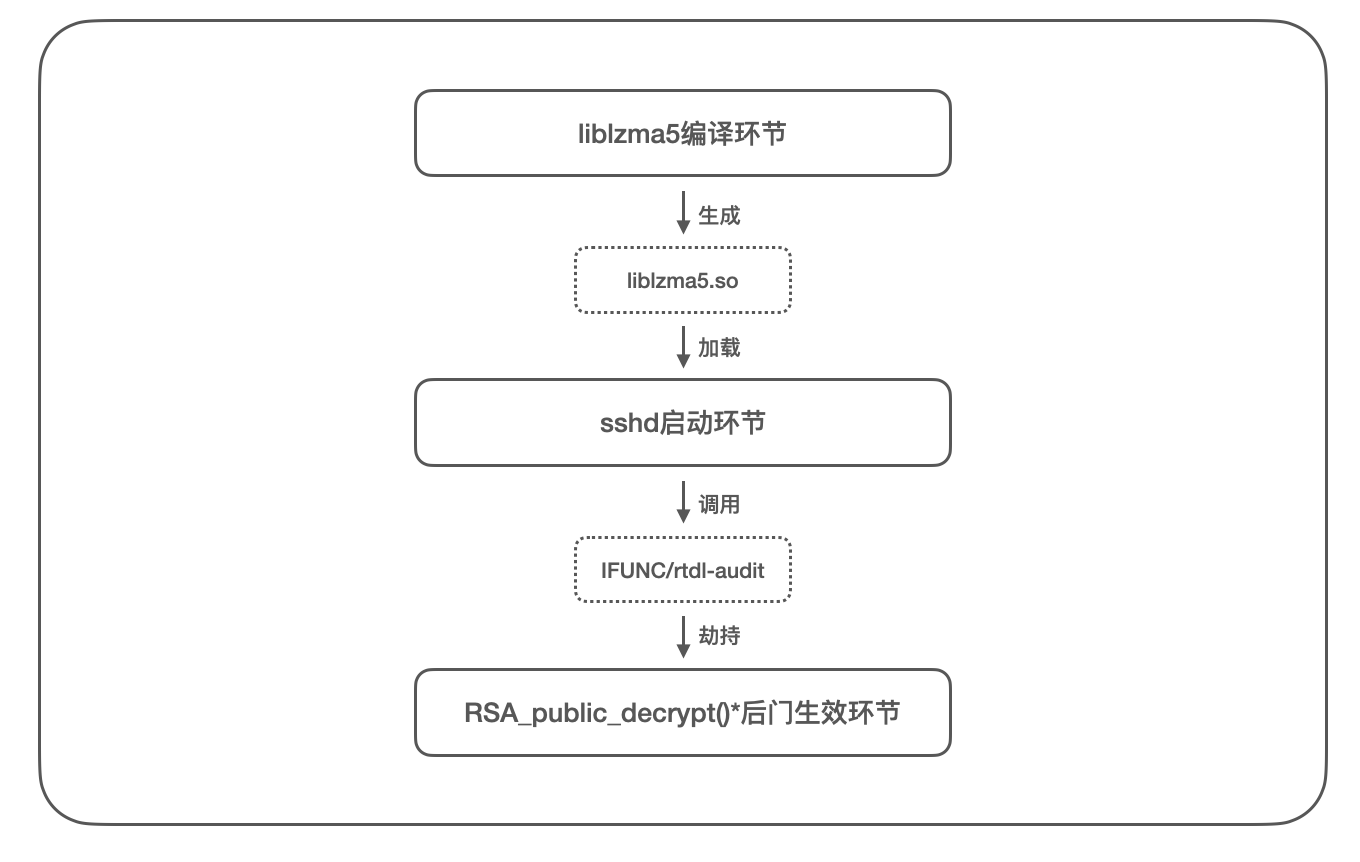 liblzma5编译环节
生成
liblzma5.so
加载
sshd启动环节
调用
IFUNC/rtdl-audit
劫持
RSA_public_decrypt()*后门生效环节